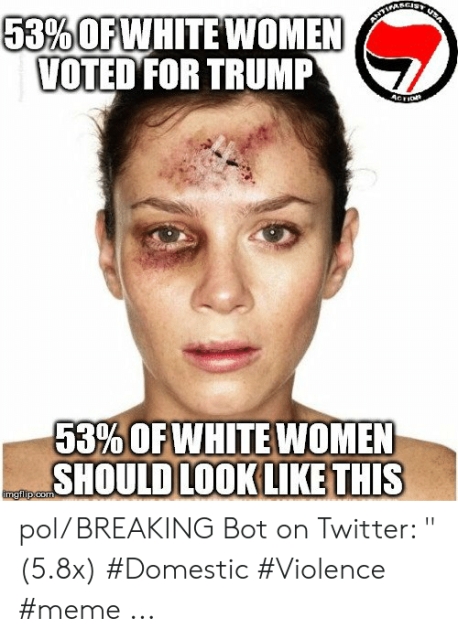 ANTIFASCIST USA
53% OF WHITE WOMEN
VOTED FOR TRUMP
ACTION
53% OF WHITE WOMEN
SHOULD LOOK LIKE THIS
imgflip.com
pol/BREAKING Bot on Twitter: "
(5.8x) #Domestic #Violence
#meme ...